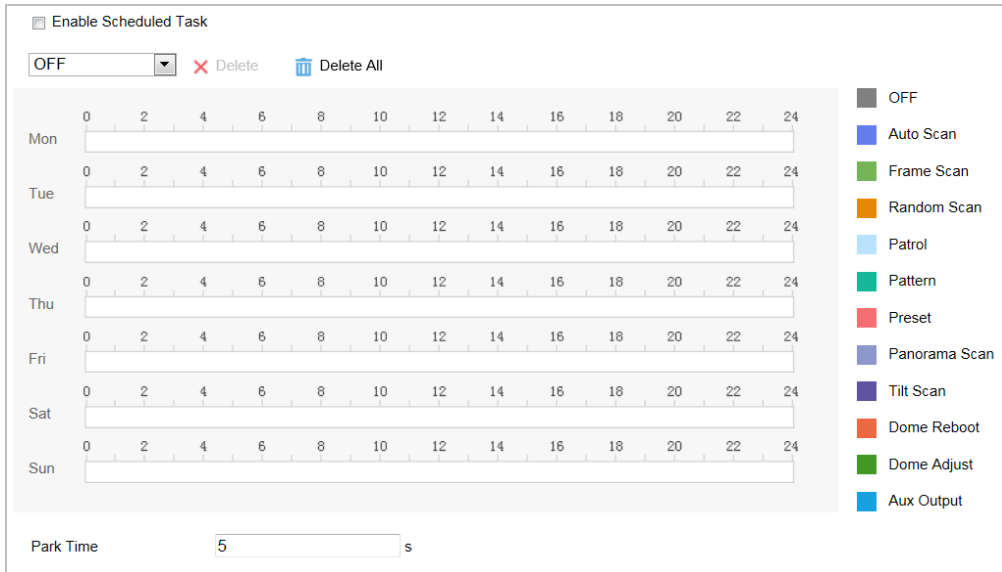 Enable Scheduled Task
OFF Delete Delete All
0 2 4 6 8 10 12 14 16 18 20 22 24
Mon
0 2 4 6 8 10 12 14 16 18 20 22 24
Tue
0 2 4 6 8 10 12 14 16 18 20 22 24
Wed
0 2 4 6 8 10 12 14 16 18 20 22 24
Thu
0 2 4 6 8 10 12 14 16 18 20 22 24
Fri
0 2 4 6 8 10 12 14 16 18 20 22 24
Sat
0 2 4 6 8 10 12 14 16 18 20 22 24
Sun
OFF
Auto Scan
Frame Scan
Random Scan
Patrol
Pattern
Preset
Panorama Scan
Tilt Scan
Dome Reboot
Dome Adjust
Aux Output
Park Time 5 s